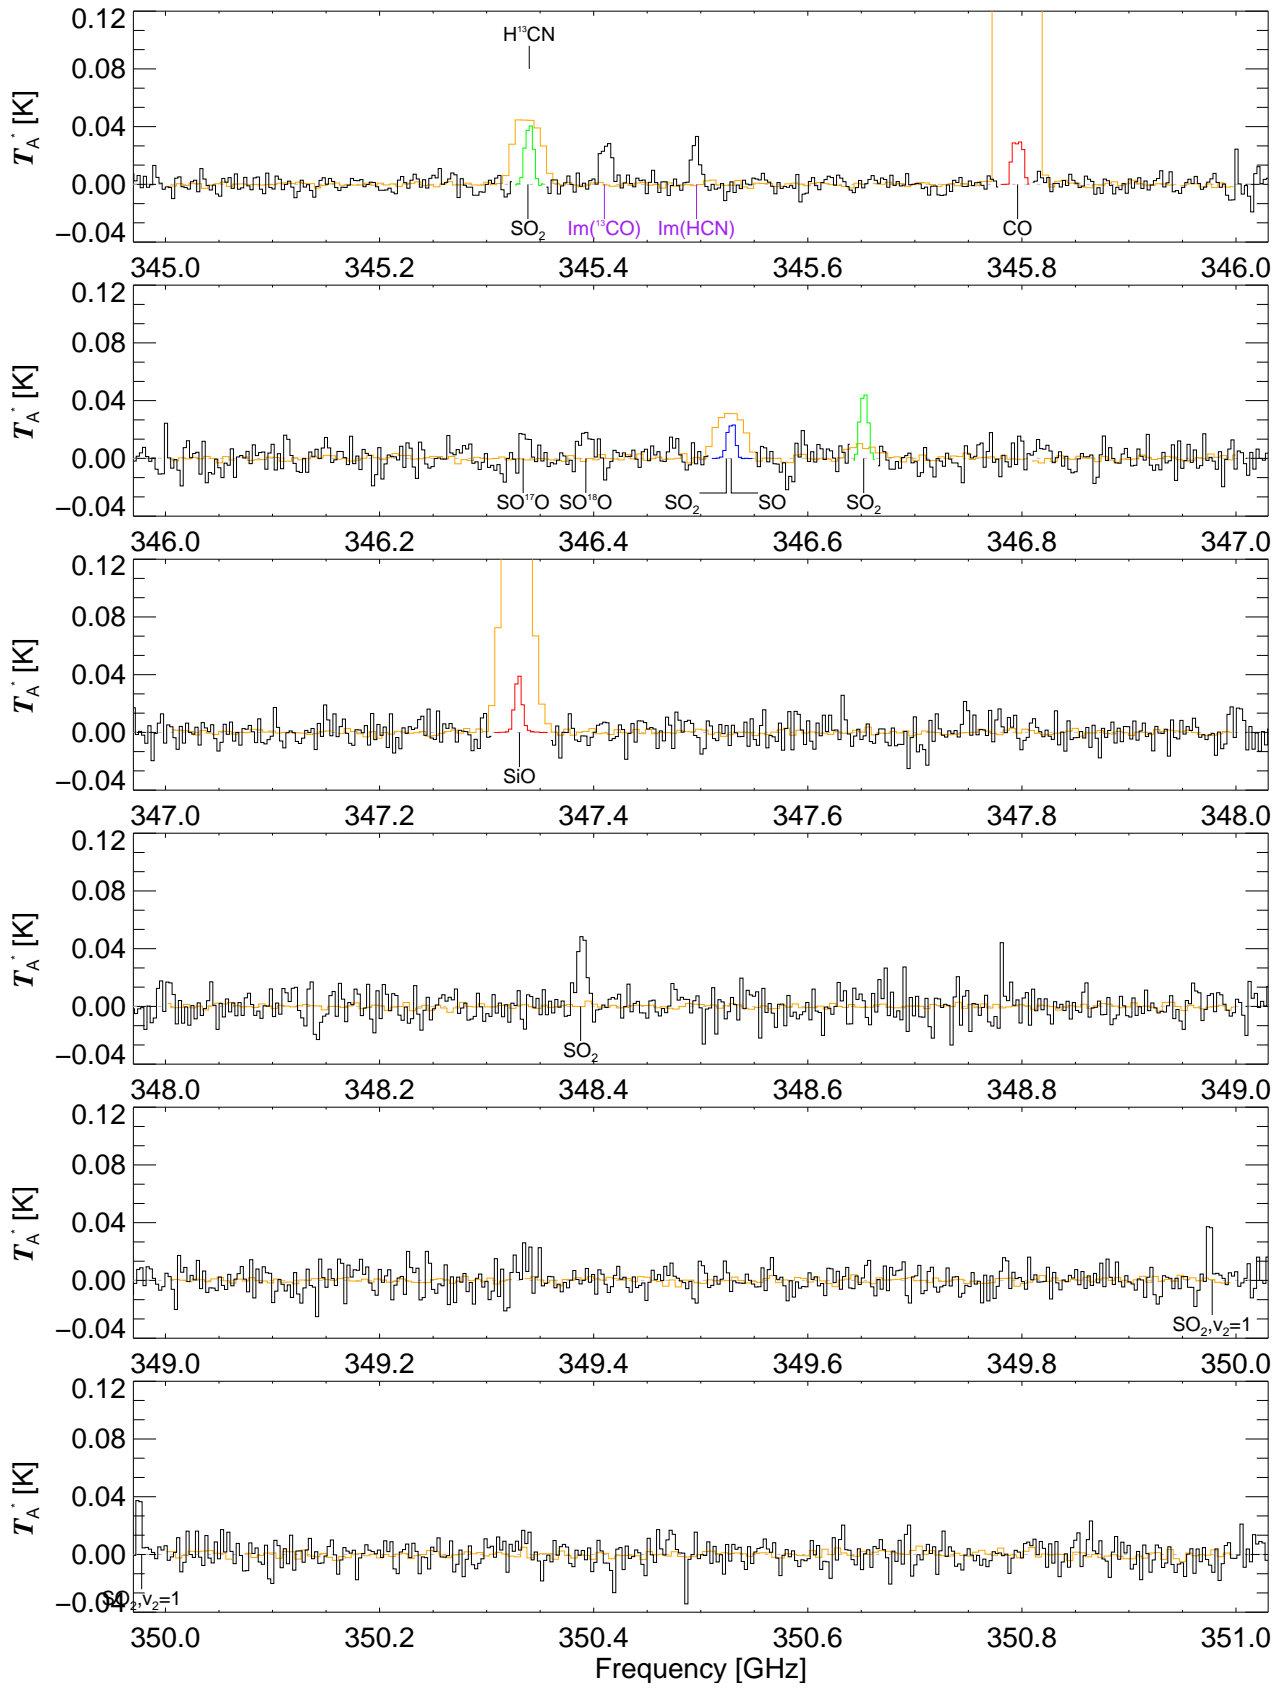 0.12
H¹³CN
0.08
T_A^* [K]
0.04
0.00
−0.04
SO₂ Im(¹³CO) Im(HCN) CO
345.0 345.2 345.4 345.6 345.8 346.0
0.12
0.08
T_A^* [K]
0.04
0.00
−0.04
SO¹⁷O SO¹⁸O SO₂ SO SO₂
346.0 346.2 346.4 346.6 346.8 347.0
0.12
0.08
T_A^* [K]
0.04
0.00
−0.04
SiO
347.0 347.2 347.4 347.6 347.8 348.0
0.12
0.08
T_A^* [K]
0.04
0.00
−0.04
SO₂
348.0 348.2 348.4 348.6 348.8 349.0
0.12
0.08
T_A^* [K]
0.04
0.00
−0.04
SO₂,v₂=1
349.0 349.2 349.4 349.6 349.8 350.0
0.12
0.08
T_A^* [K]
0.04
0.00
−0.04
SO₂,v₂=1
350.0 350.2 350.4 350.6 350.8 351.0
Frequency [GHz]